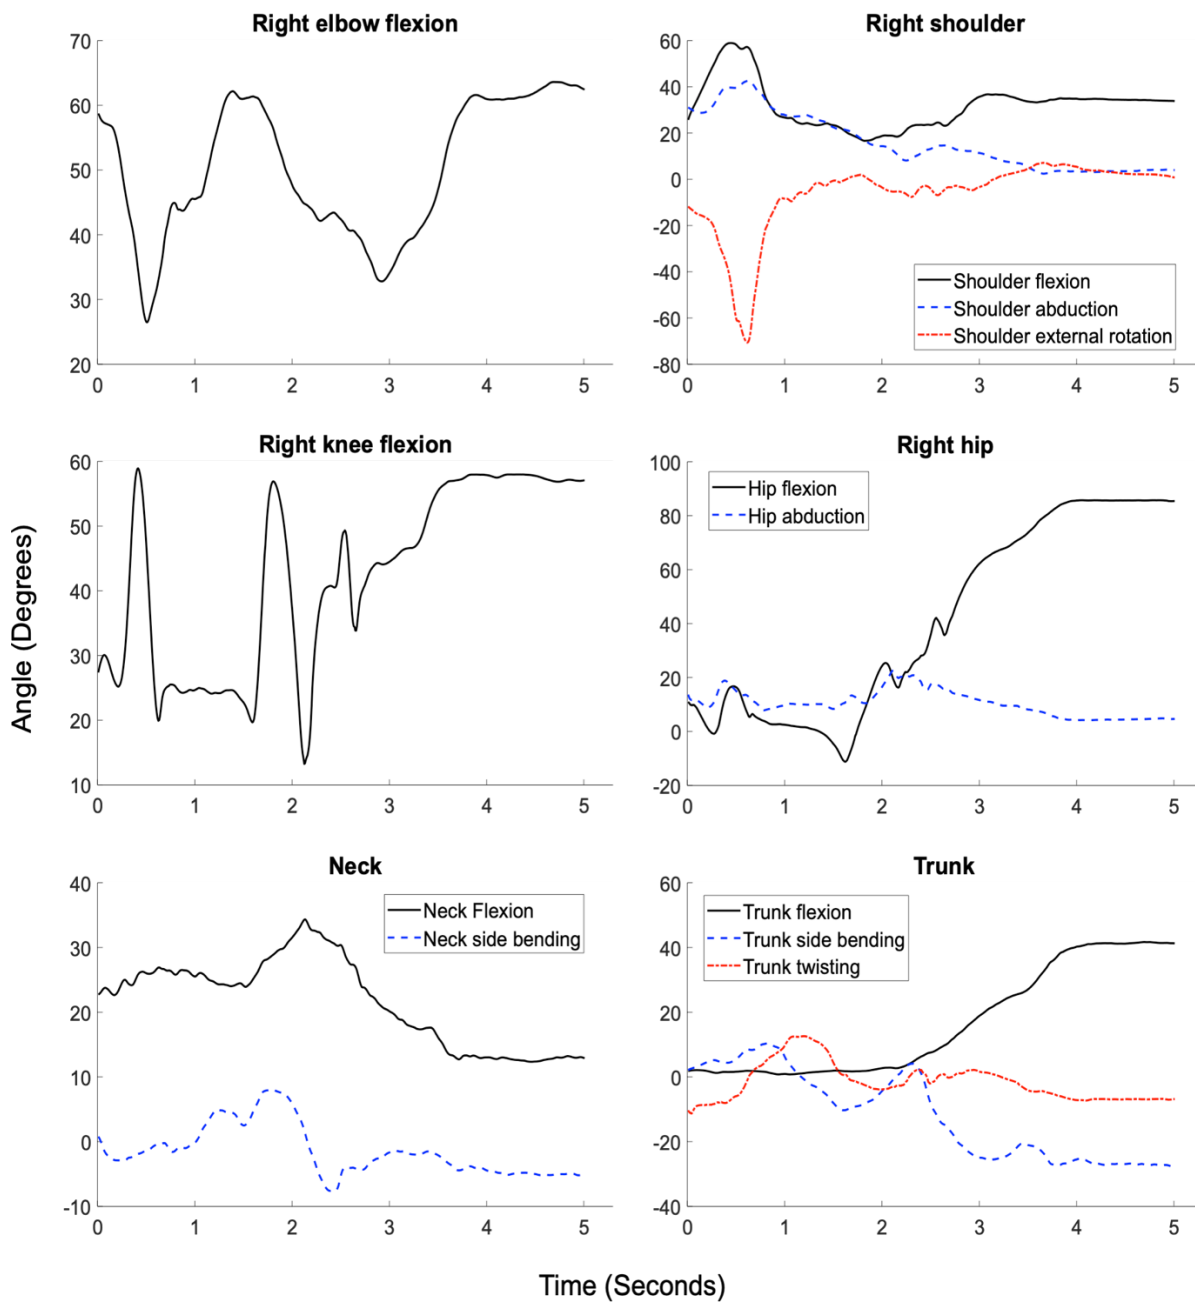 Right elbow flexion
70
60
50
40
30
20
0 1 2 3 4 5
Right shoulder
60
40
20
0
-20
-40
-60
-80
Shoulder flexion
Shoulder abduction
Shoulder external rotation
0 1 2 3 4 5
Right knee flexion
60
50
40
30
20
10
0 1 2 3 4 5
Right hip
100
80
60
40
20
0
-20
Hip flexion
Hip abduction
0 1 2 3 4 5
Angle (Degrees)
Neck
40
30
20
10
0
-10
Neck Flexion
Neck side bending
0 1 2 3 4 5
Trunk
60
40
20
0
-20
-40
Trunk flexion
Trunk side bending
Trunk twisting
0 1 2 3 4 5
Time (Seconds)